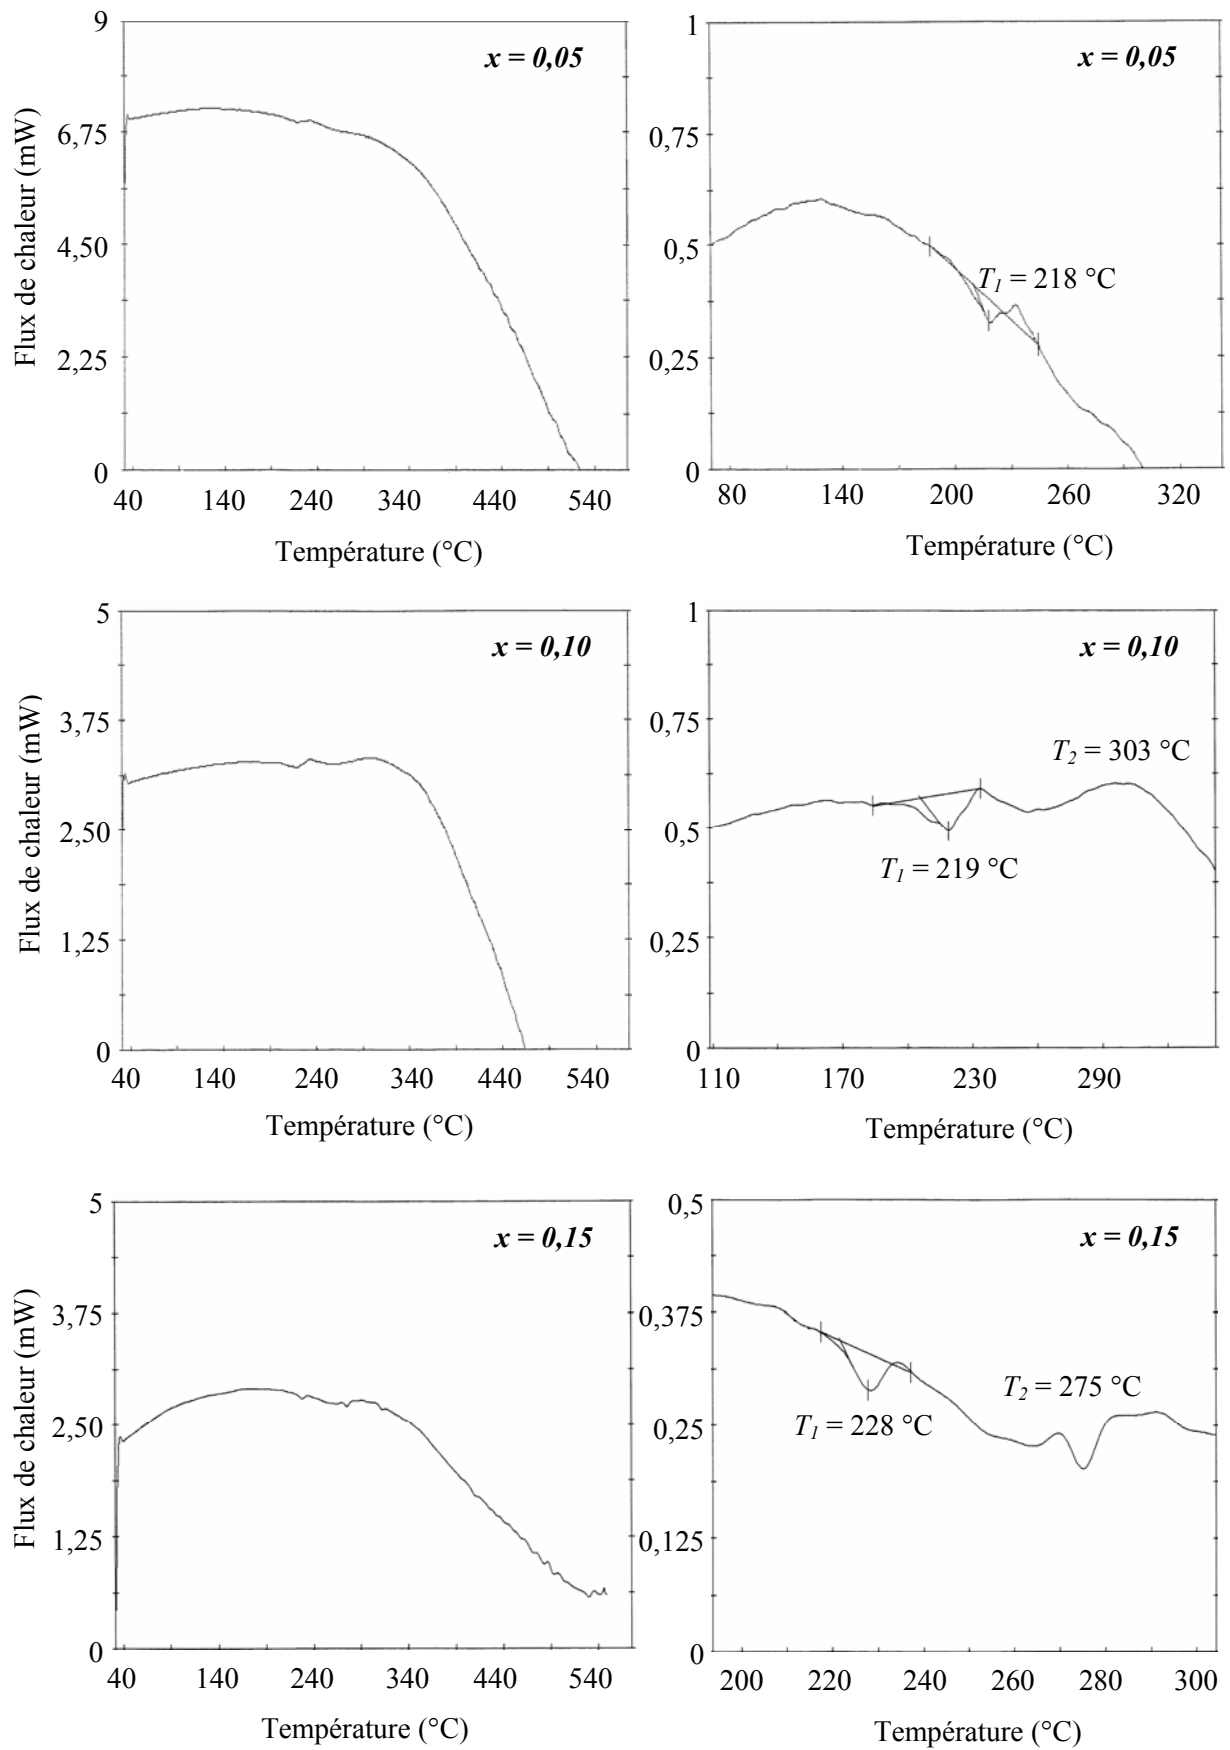 9
6,75
4,50
2,25
0
Flux de chaleur (mW)
x = 0,05
40 140 240 340 440 540
Température (°C)
1
0,75
0,5
0,25
0
x = 0,05
T1 = 218 °C
80 140 200 260 320
Température (°C)
5
3,75
2,50
1,25
0
Flux de chaleur (mW)
x = 0,10
40 140 240 340 440 540
Température (°C)
1
0,75
0,5
0,25
0
x = 0,10
T2 = 303 °C
T1 = 219 °C
110 170 230 290
Température (°C)
5
3,75
2,50
1,25
0
Flux de chaleur (mW)
x = 0,15
40 140 240 340 440 540
Température (°C)
0,5
0,375
0,25
0,125
0
x = 0,15
T2 = 275 °C
T1 = 228 °C
200 220 240 260 280 300
Température (°C)